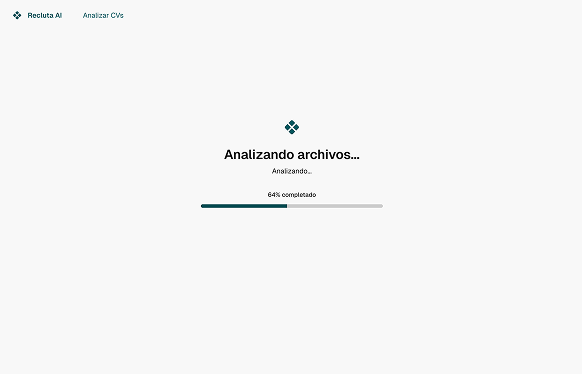 Recluta AI
Analizar CVs
Analizando archivos...
Analizando...
64% completado